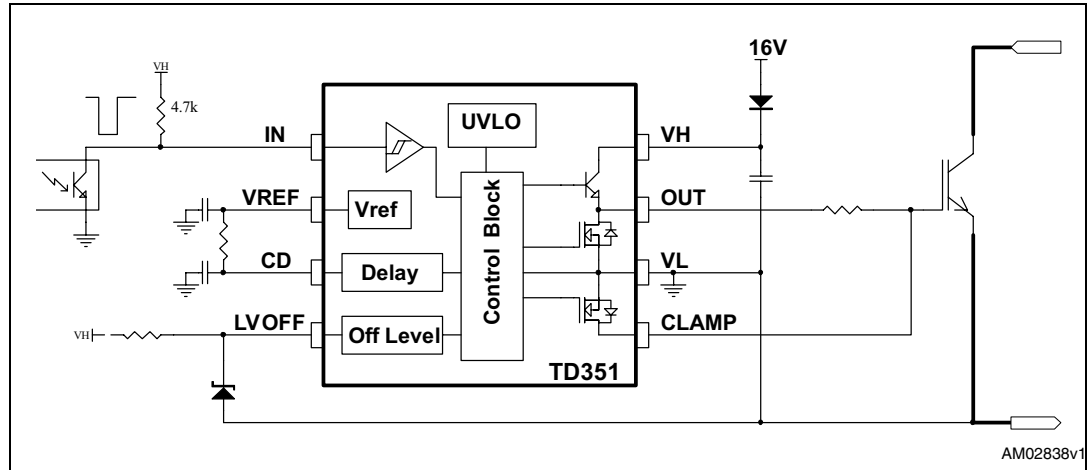 16V
VH
4.7k
IN
UVLO
VH
VREF
Vref
OUT
Control Block
CD
Delay
VL
VH
LVOFF
Off Level
CLAMP
TD351
AM02838v1